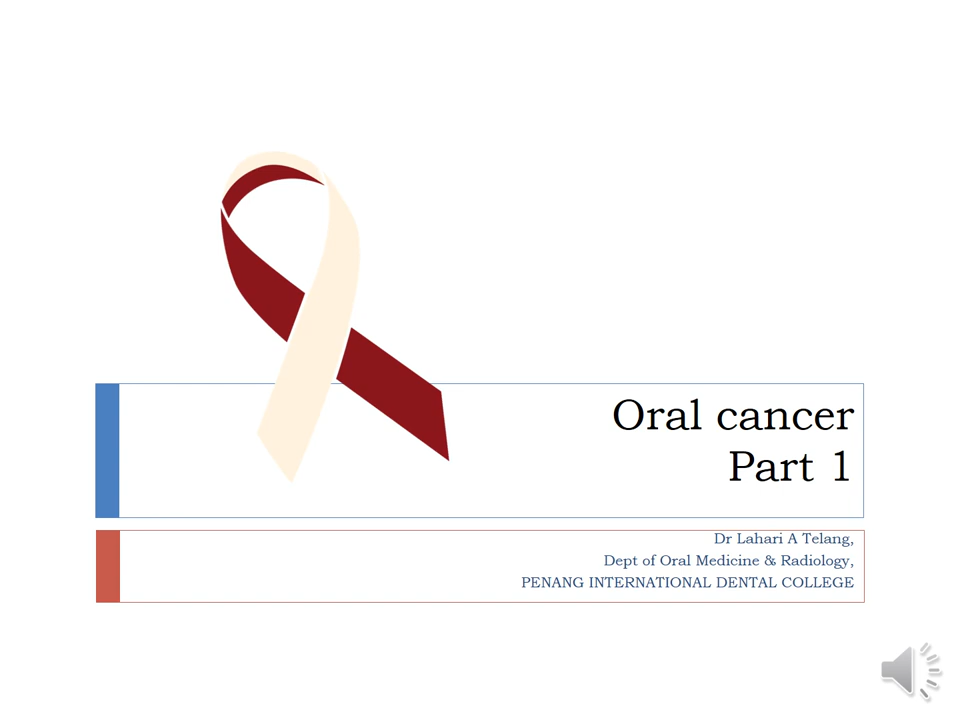 Oral cancer
Part 1
Dr Lahari A Telang,
Dept of Oral Medicine & Radiology,
PENANG INTERNATIONAL DENTAL COLLEGE